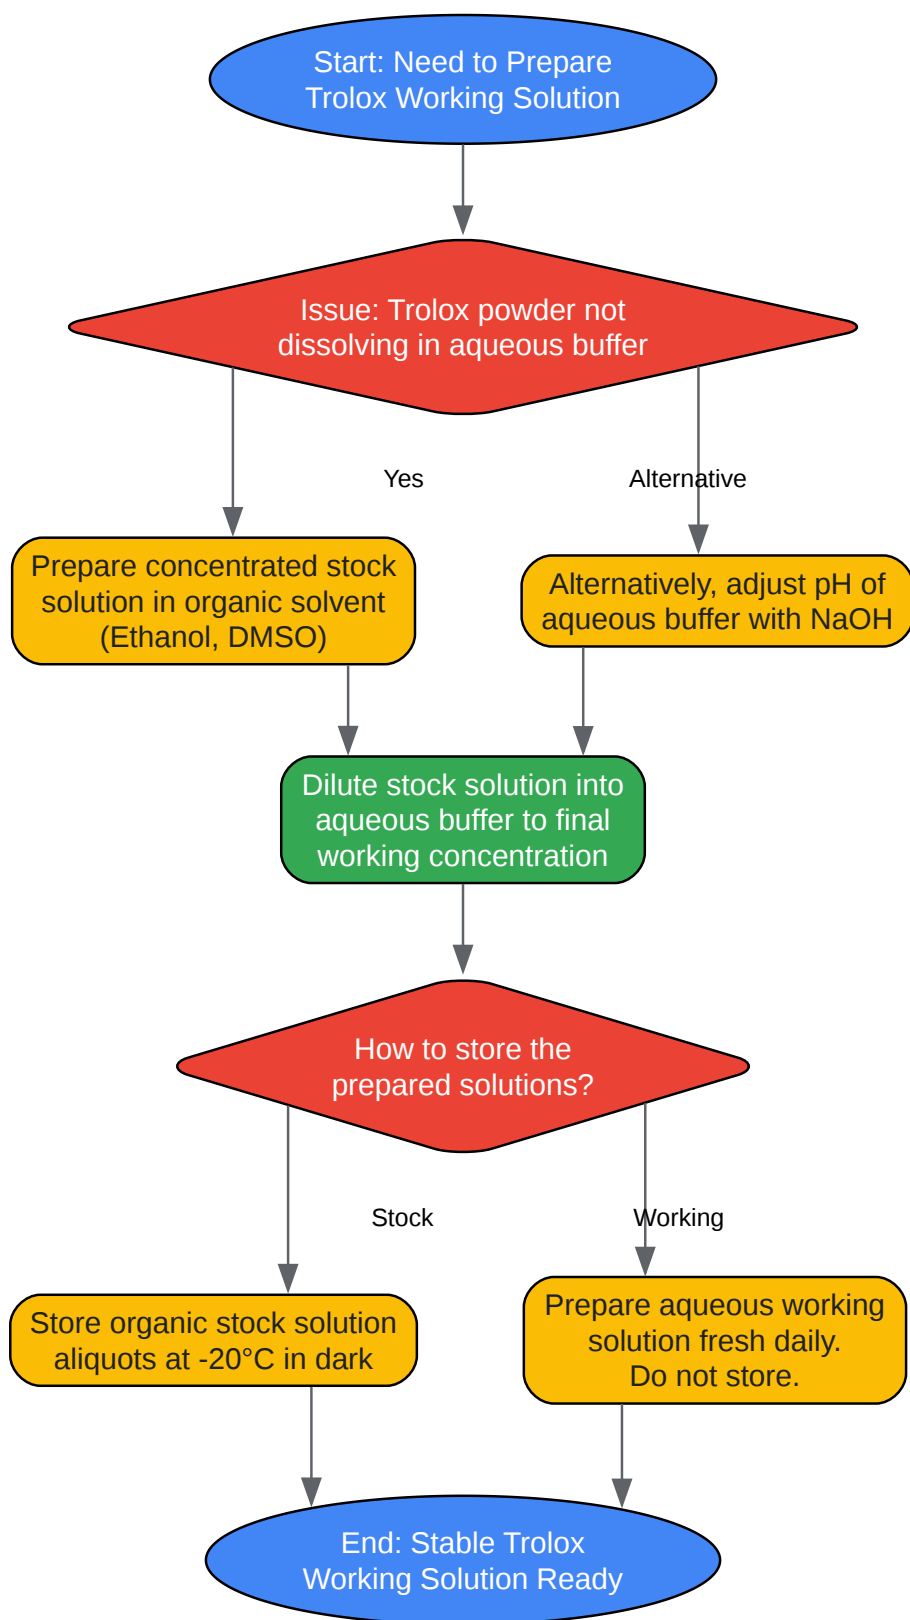 Start: Need to Prepare
Trolox Working Solution
Issue: Trolox powder not
dissolving in aqueous buffer
Yes
Alternative
Prepare concentrated stock
solution in organic solvent
(Ethanol, DMSO)
Alternatively, adjust pH of
aqueous buffer with NaOH
Dilute stock solution into
aqueous buffer to final
working concentration
How to store the
prepared solutions?
Stock
Working
Store organic stock solution
aliquots at -20°C in dark
Prepare aqueous working
solution fresh daily.
Do not store.
End: Stable Trolox
Working Solution Ready